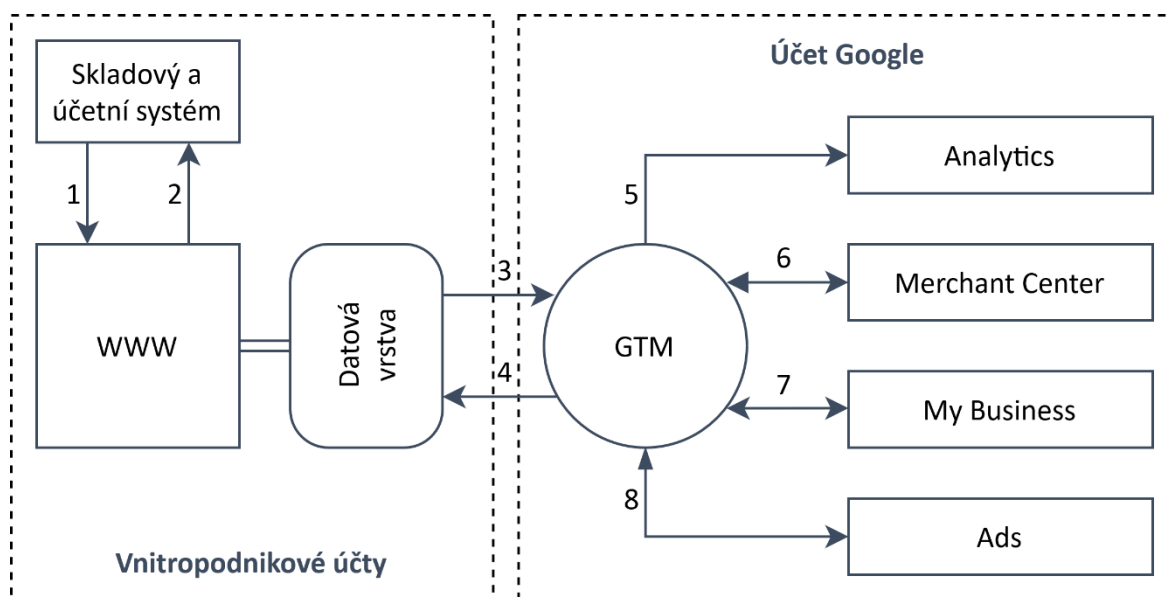 Účet Google
Skladový a
účetní systém
Analytics
1
2
5
Merchant Center
6
3
WWW
Datová
vrstva
GTM
4
7
My Business
8
Ads
Vnitropodnikové účty